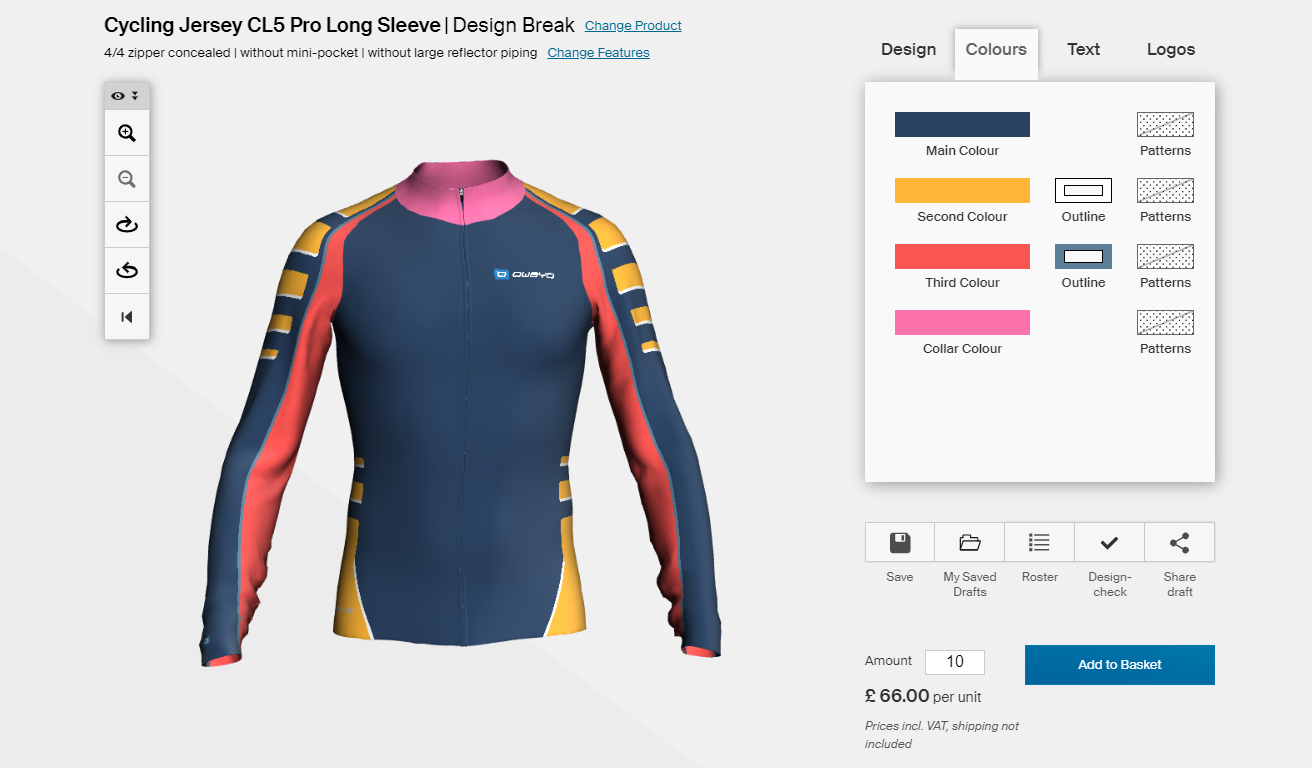 Cycling Jersey CL5 Pro Long Sleeve | Design Break Change Product
4/4 zipper concealed | without mini-pocket | without large reflector piping Change Features
Design Colours Text Logos
Main Colour Patterns
Second Colour Outline Patterns
Third Colour Outline Patterns
Collar Colour Patterns
owayo
Save My Saved Drafts Roster Design-check Share draft
Amount 10 Add to Basket
£ 66.00 per unit
Prices incl. VAT, shipping not
included